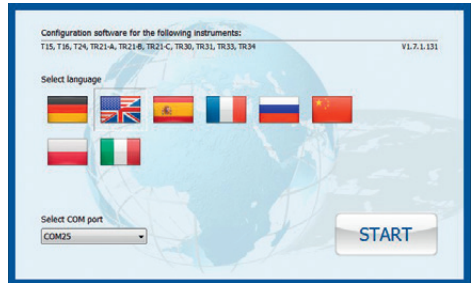 Configuration software for the following instruments:
T15, T16, T24, TR21-A, TR21-B, TR21-C, TR30, TR31, TR33, TR34 V1.7.1.131
Select language
Select COM port
COM25
START